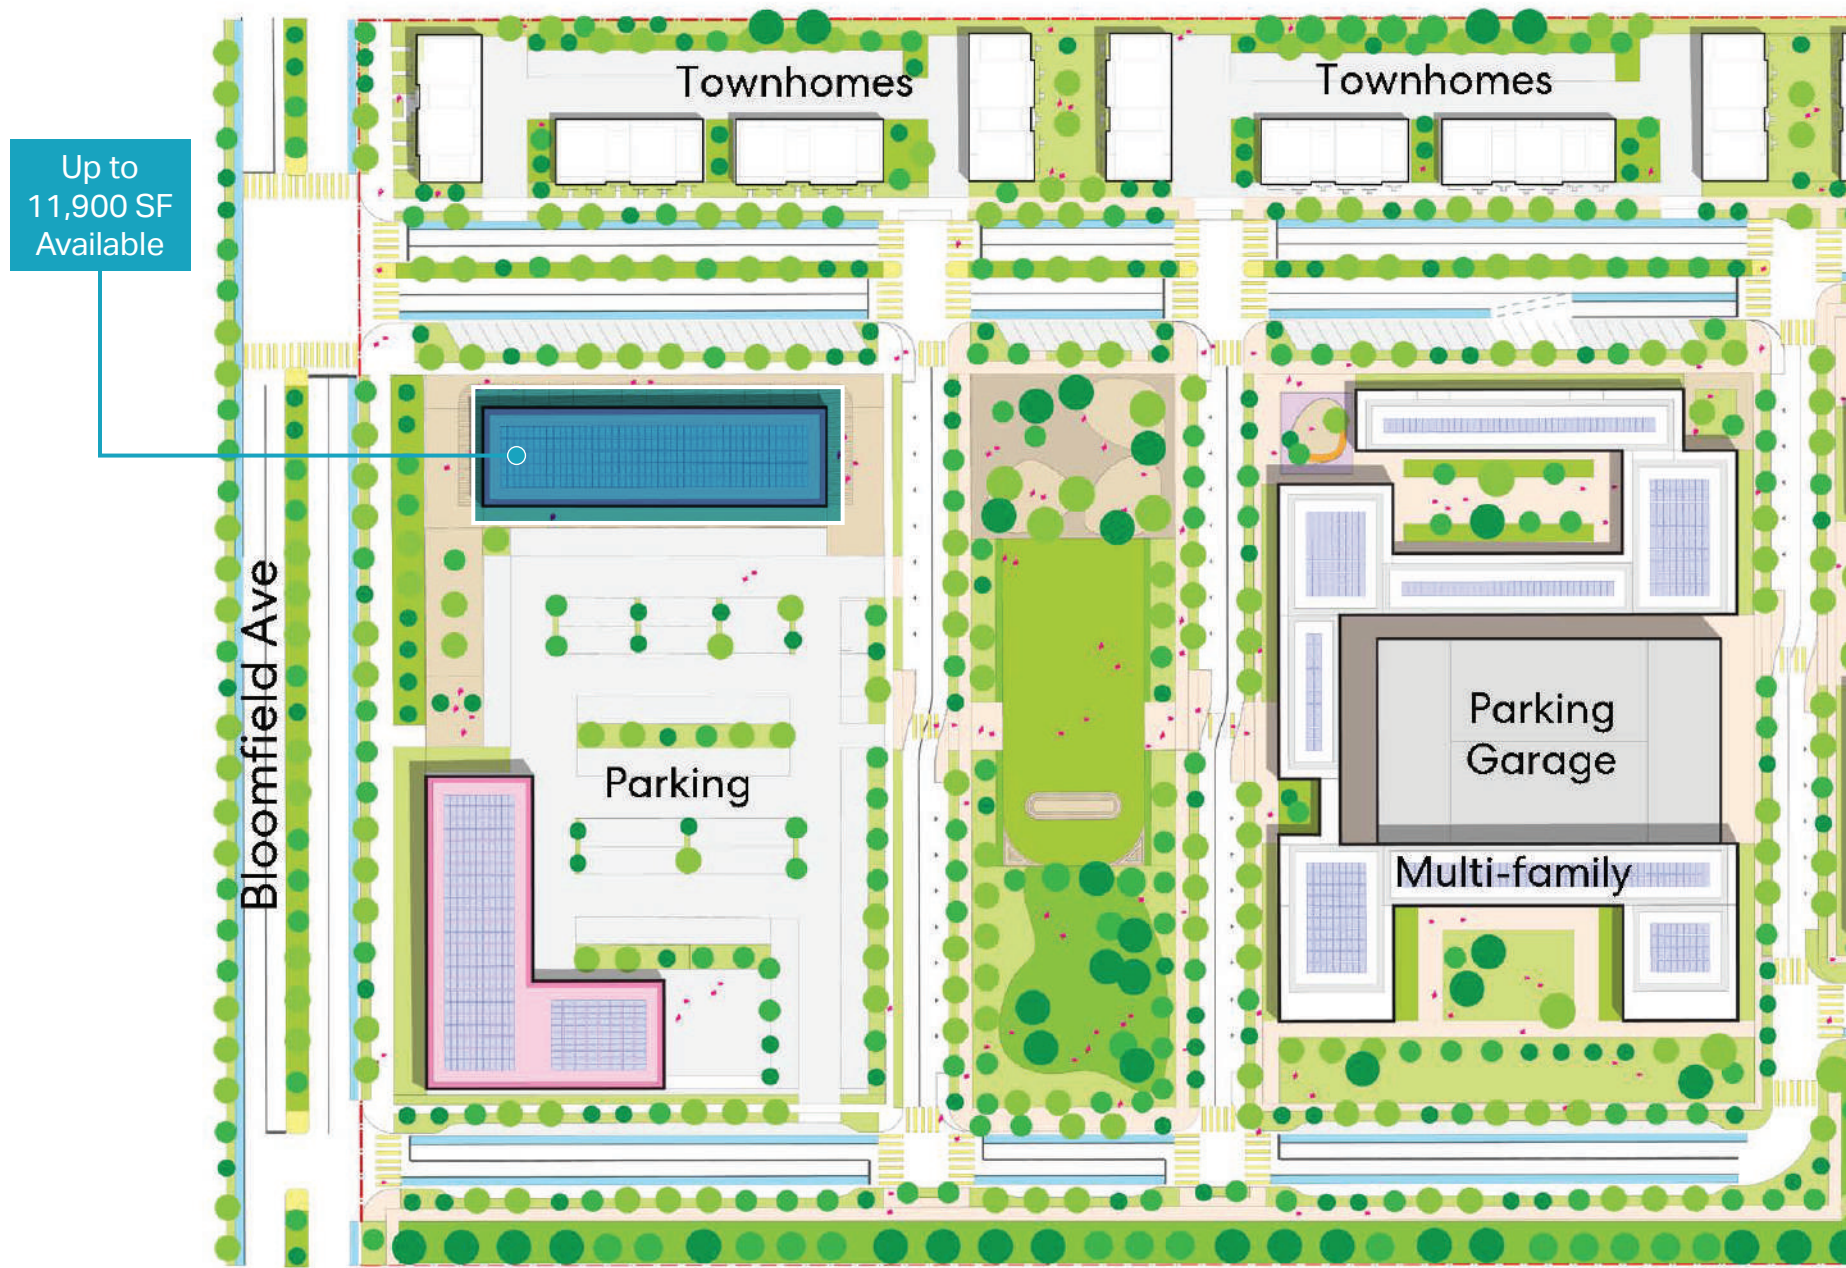 Townhomes
Townhomes
Up to
11,900 SF
Available
Bloomfield Ave
Parking
Parking
Garage
Multi-family